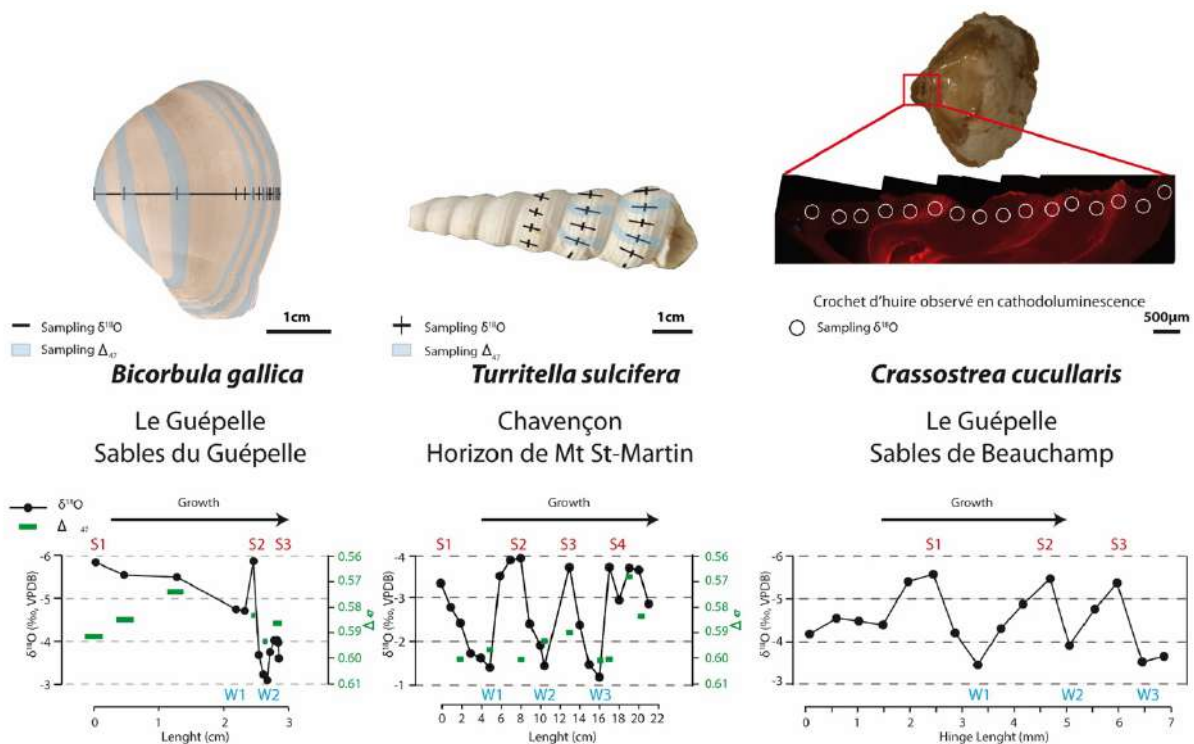 1cm
Sampling δ¹⁸O
Sampling Δ₄₇
Bicorbula gallica
Le Guépelle
Sables du Guépelle
1cm
Sampling δ¹⁸O
Sampling Δ₄₇
Turritella sulcifera
Chavençon
Horizon de Mt St-Martin
Crochet d'huire observé en cathodoluminescence
Sampling δ¹⁸O
500µm
Crassostrea cucullaris
Le Guépelle
Sables de Beauchamp
δ¹⁸O
Δ ₄₇
Growth
S1 S2 S3
-6 -5 -4 -3
δ¹⁸O (‰, VPDB)
0.56 0.57 0.58 0.59 0.60 0.61
W1 W2
0 1 2 3
Lenght (cm)
Growth
S1 S2 S3 S4
-4 -3 -2 -1
δ¹⁸O (‰, VPDB)
0.56 0.57 0.58 0.59 0.60 0.61
W1 W2 W3
0 2 4 6 8 10 12 14 16 18 20 22
Lenght (cm)
Growth
S1 S2 S3
-6 -5 -4 -3
δ¹⁸O (‰, VPDB)
W1 W2 W3
0 1 2 3 4 5 6 7
Hinge Lenght (mm)